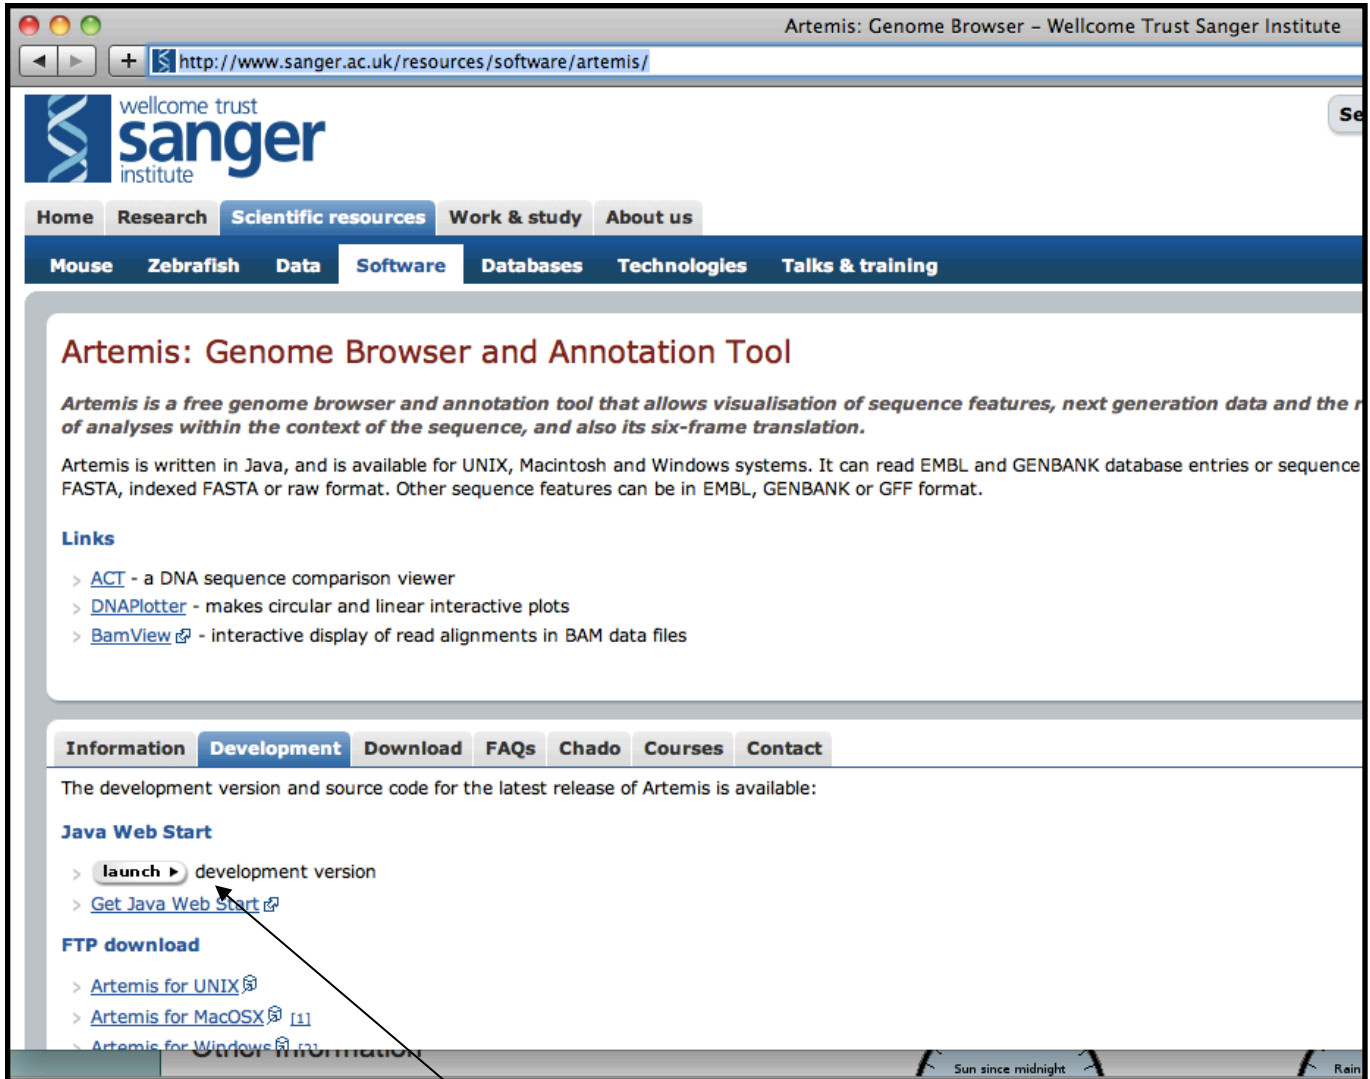 Artemis: Genome Browser – Wellcome Trust Sanger Institute
http://www.sanger.ac.uk/resources/software/artemis/
wellcome trust
sanger
institute
Se
Home Research Scientific resources Work & study About us
Mouse Zebrafish Data Software Databases Technologies Talks & training
Artemis: Genome Browser and Annotation Tool
Artemis is a free genome browser and annotation tool that allows visualisation of sequence features, next generation data and the r
of analyses within the context of the sequence, and also its six-frame translation.
Artemis is written in Java, and is available for UNIX, Macintosh and Windows systems. It can read EMBL and GENBANK database entries or sequence
FASTA, indexed FASTA or raw format. Other sequence features can be in EMBL, GENBANK or GFF format.
Links
> ACT - a DNA sequence comparison viewer
> DNAPlotter - makes circular and linear interactive plots
> BamView - interactive display of read alignments in BAM data files
Information Development Download FAQs Chado Courses Contact
The development version and source code for the latest release of Artemis is available:
Java Web Start
> launch development version
> Get Java Web Start
FTP download
> Artemis for UNIX
> Artemis for MacOSX [1]
> Artemis for Windows
Other information
Sun since midnight
Rain